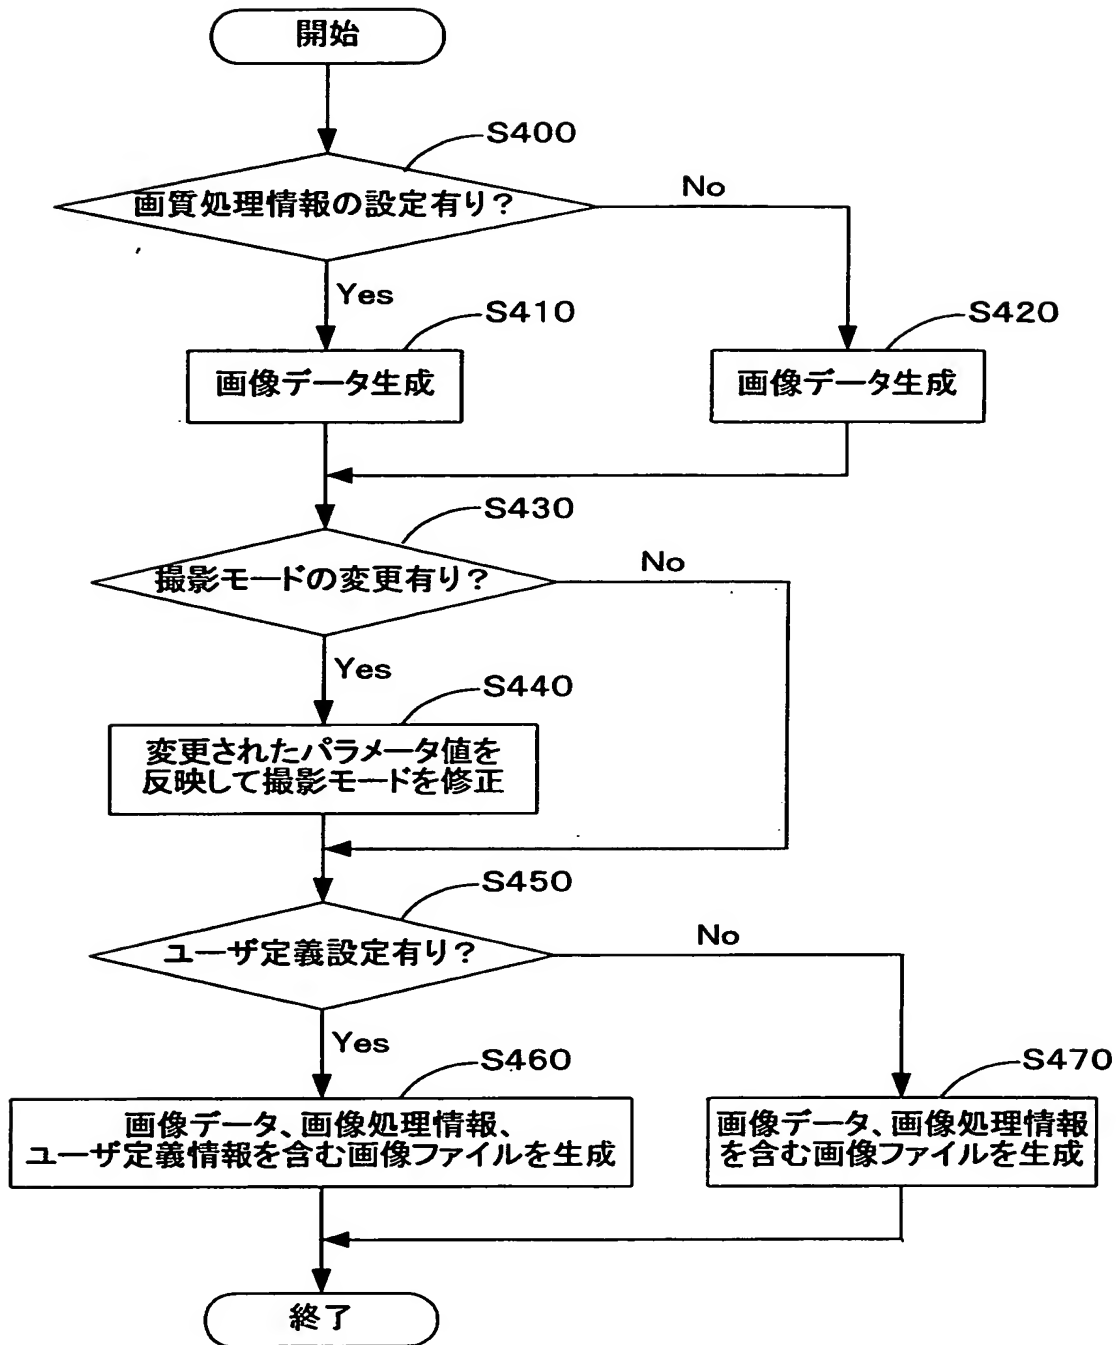 開始
S400
画質処理情報の設定有り?
No
Yes
S410
S420
画像データ生成
画像データ生成
S430
撮影モードの変更有り?
No
Yes
S440
変更されたパラメータ値を
反映して撮影モードを修正
S450
ユーザ定義設定有り?
No
Yes
S460
S470
画像データ、画像処理情報、
ユーザ定義情報を含む画像ファイルを生成
画像データ、画像処理情報
を含む画像ファイルを生成
終了